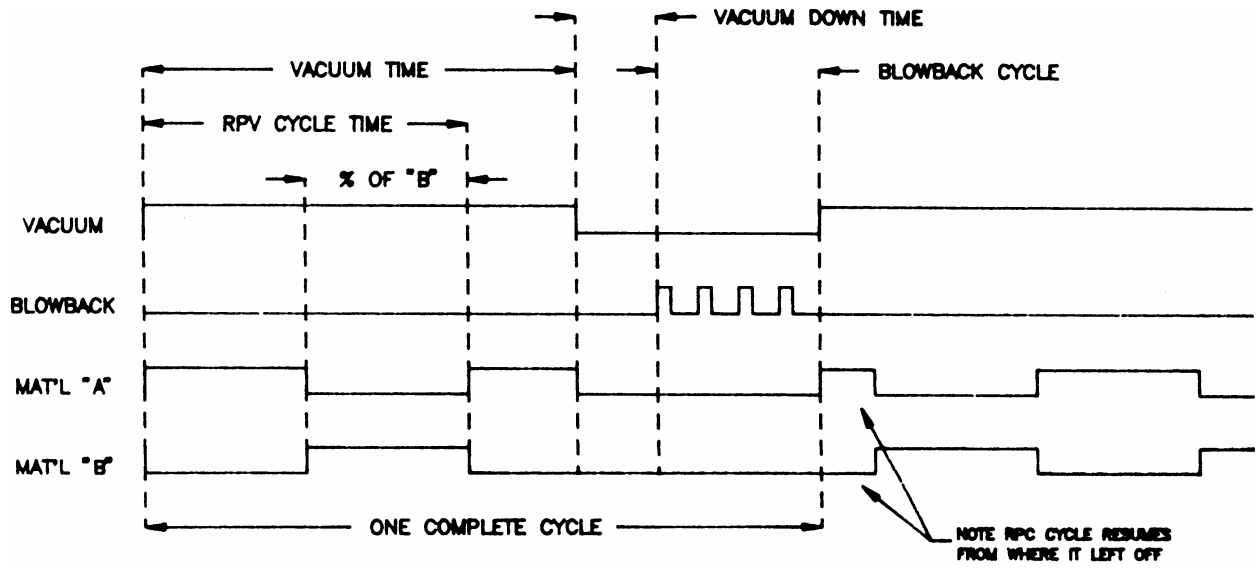 VACUUM DOWN TIME
VACUUM TIME
BLOWBACK CYCLE
RPV CYCLE TIME
% OF "B"
VACUUM
BLOWBACK
MAT'L "A"
MAT'L "B"
ONE COMPLETE CYCLE
NOTE RPC CYCLE RESUMES
FROM WHERE IT LEFT OFF